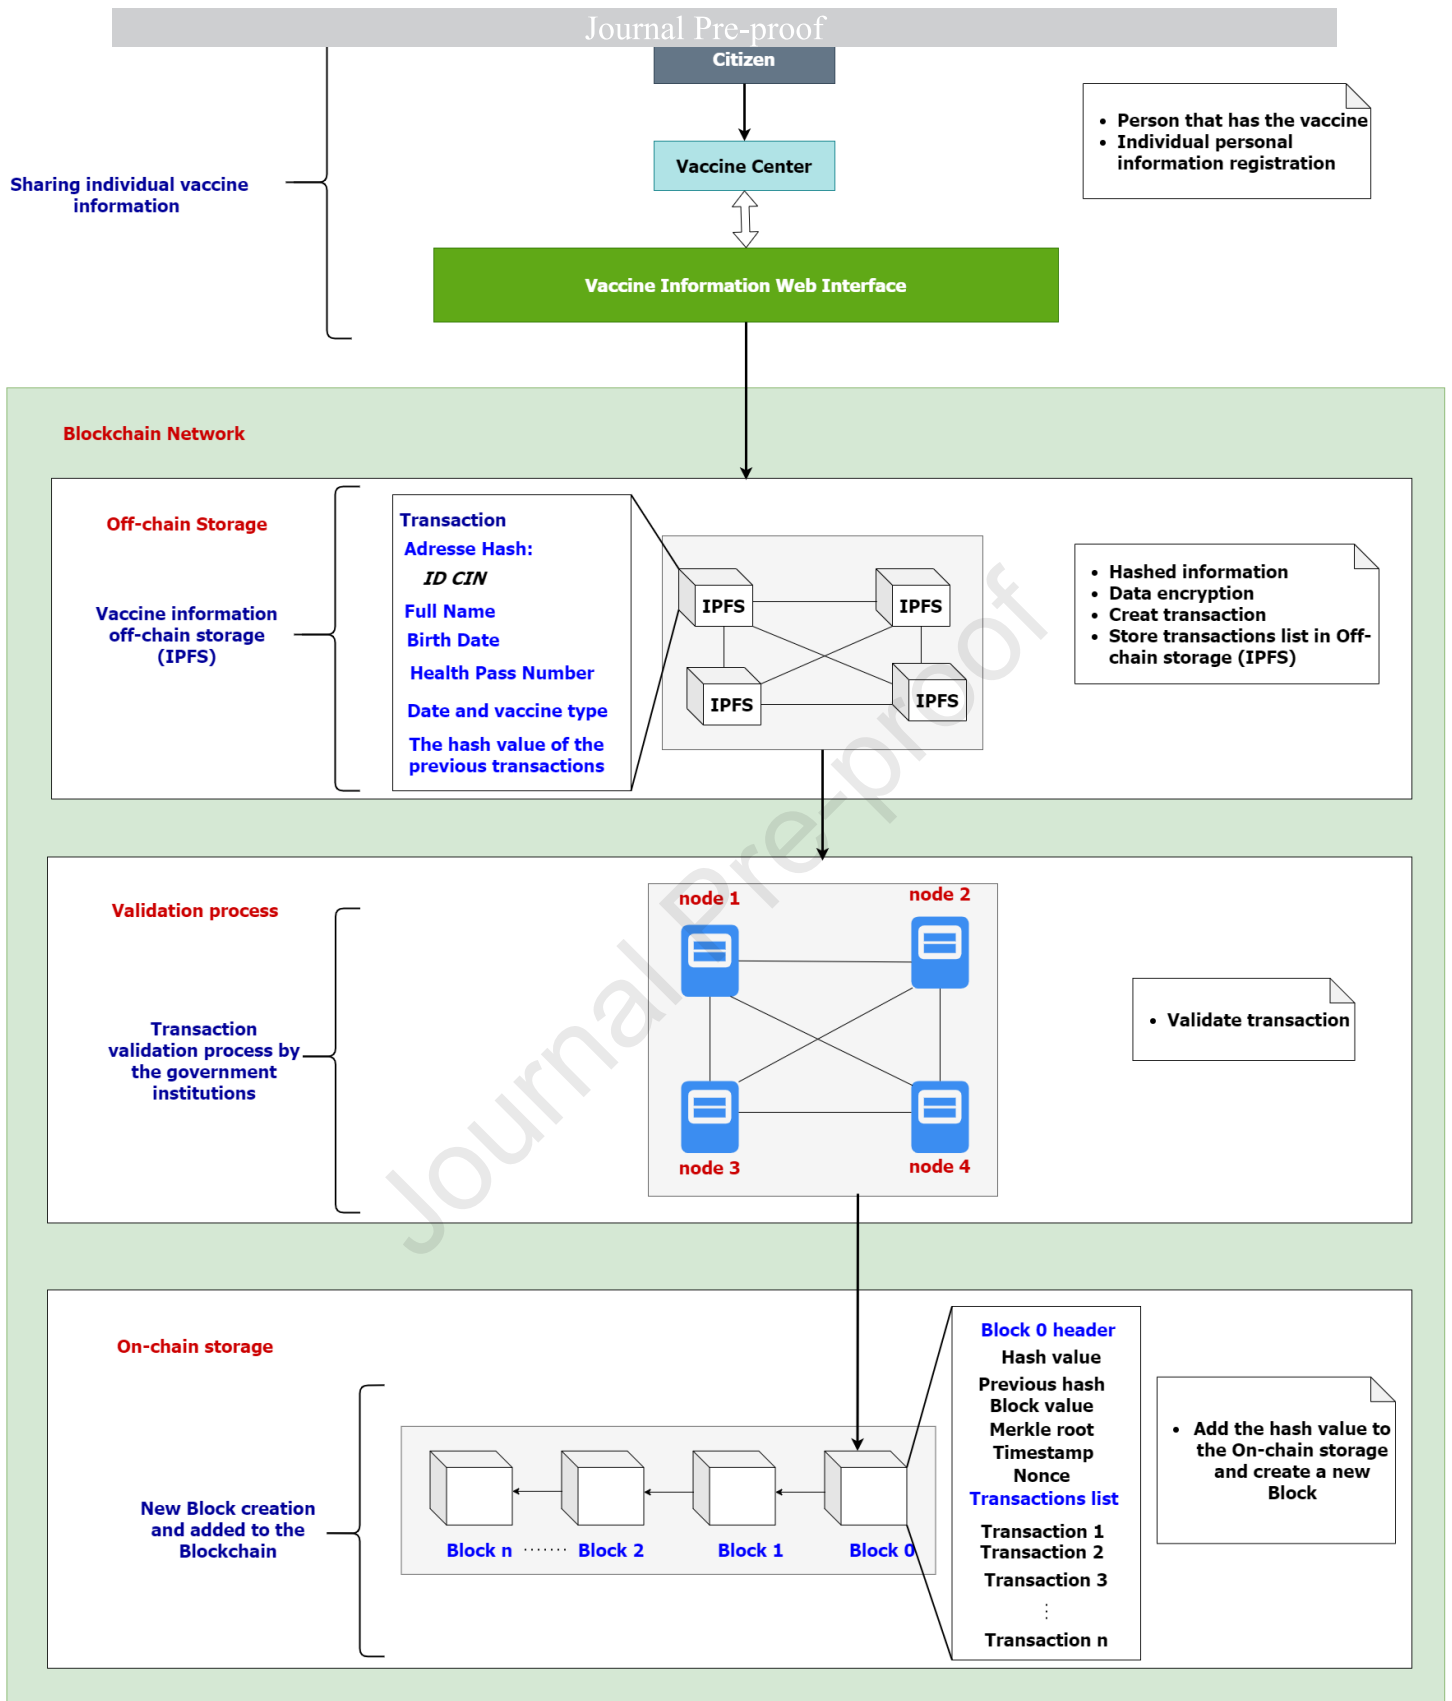 Journal Pre-proof
Citizen
Vaccine Center
Vaccine Information Web Interface
Sharing individual vaccine
information
• Person that has the vaccine
• Individual personal
information registration
Blockchain Network
Off-chain Storage
Vaccine information
off-chain storage
(IPFS)
Transaction
Adresse Hash:
ID CIN
Full Name
Birth Date
Health Pass Number
Date and vaccine type
The hash value of the
previous transactions
IPFS
IPFS
IPFS
IPFS
• Hashed information
• Data encryption
• Creat transaction
• Store transactions list in Off-
chain storage (IPFS)
Validation process
Transaction
validation process by
the government
institutions
node 1
node 2
node 3
node 4
• Validate transaction
Journal Pre-proof
On-chain storage
New Block creation
and added to the
Blockchain
Block n ....... Block 2
Block 1
Block 0
Block 0 header
Hash value
Previous hash
Block value
Merkle root
Timestamp
Nonce
Transactions list
Transaction 1
Transaction 2
Transaction 3
⋮
Transaction n
• Add the hash value to
the On-chain storage
and create a new
Block